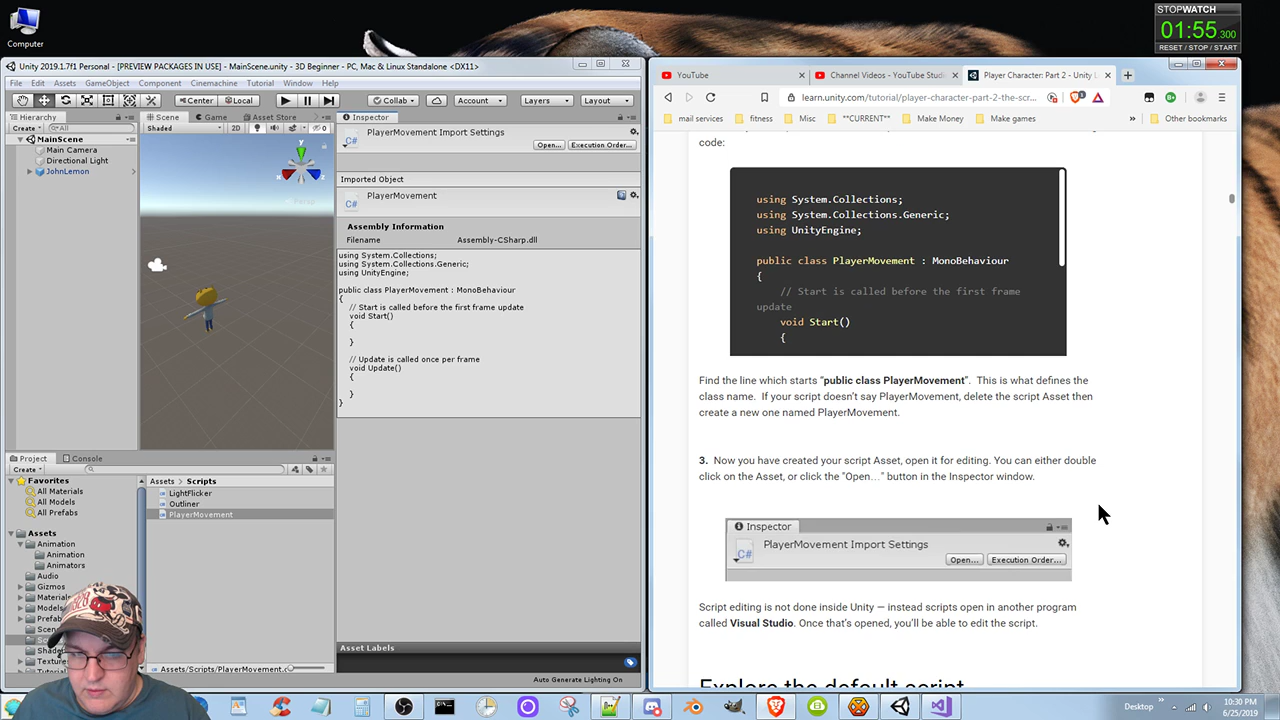 Computer
STOPWATCH
01:55.300
RESET / STOP / START
Unity 2019.1.7f1 Personal - [PREVIEW PACKAGES IN USE] - MainScene.unity - 3D Beginner - PC, Mac & Linux Standalone <DX11>
File Edit Assets GameObject Component Cinemachine Tutorial Window Help
Center Local Collab Account Layers Layout
Hierarchy
Create All
MainScene
Main Camera
Directional Light
JohnLemon
Scene Game Asset Store
Shaded 2D 0
y
x
z
Persp
Inspector
PlayerMovement Import Settings
Open... Execution Order...
Imported Object
PlayerMovement
Assembly Information
Filename Assembly-CSharp.dll
using System.Collections;
using System.Collections.Generic;
using UnityEngine;
public class PlayerMovement : MonoBehaviour
{
// Start is called before the first frame update
void Start()
{
}
// Update is called once per frame
void Update()
{
}
}
Asset Labels
Auto Generate Lighting On
Project Console
Create
Favorites
All Materials
All Models
All Prefabs
Assets
Animation
Animation
Animators
Audio
Gizmos
Materials
Models
Prefabs
Assets Scripts
LightFlicker
Outliner
PlayerMovement
Assets/Scripts/PlayerMovement.c
YouTube
Channel Videos - YouTube Studi
Player Character: Part 2 - Unity L
learn.unity.com/tutorial/player-character-part-2-the-scr...
mail services fitness Misc **CURRENT** Make Money Make games Other bookmarks
code:
using System.Collections;
using System.Collections.Generic;
using UnityEngine;
public class PlayerMovement : MonoBehaviour
{
// Start is called before the first frame
update
void Start()
{
Find the line which starts “public class PlayerMovement”. This is what defines the
class name. If your script doesn’t say PlayerMovement, delete the script Asset then
create a new one named PlayerMovement.
3. Now you have created your script Asset, open it for editing. You can either double
click on the Asset, or click the “Open…” button in the Inspector window.
Inspector
C#
PlayerMovement Import Settings
Open... Execution Order...
Script editing is not done inside Unity — instead scripts open in another program
called Visual Studio. Once that’s opened, you’ll be able to edit the script.
Explore the default script
Desktop
10:30 PM
6/25/2019